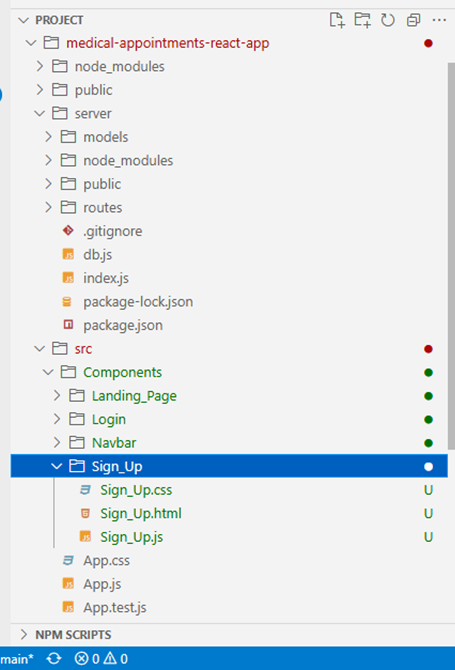 PROJECT
medical-appointments-react-app
node_modules
public
server
models
node_modules
public
routes
.gitignore
db.js
index.js
package-lock.json
package.json
src
Components
Landing_Page
Login
Navbar
Sign_Up
Sign_Up.css U
Sign_Up.html U
Sign_Up.js U
App.css
App.js
App.test.js
NPM SCRIPTS
main* 0 0